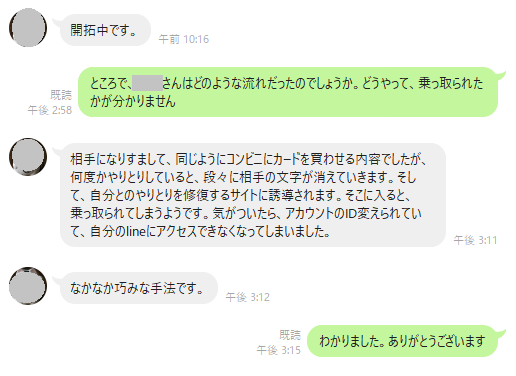 開拓中です。
午前 10:16
ところで、 さんはどのような流れだったのでしょうか。どうやって、乗っ取られた
かが分かりません
既読
午後 2:58
相手になりすまして、同じようにコンビニにカードを買わせる内容でしたが、
何度かやりとりしていると、段々に相手の文字が消えていきます。そし
て、自分とのやりとりを修復するサイトに誘導されます。そこに入ると、
乗っ取られてしまうようです。気がついたら、アカウントのID変えられてい
て、自分のlineにアクセスできなくなってしまいました。
午後 3:11
なかなか巧みな手法です。
午後 3:12
既読
午後 3:15
わかりました。ありがとうございます